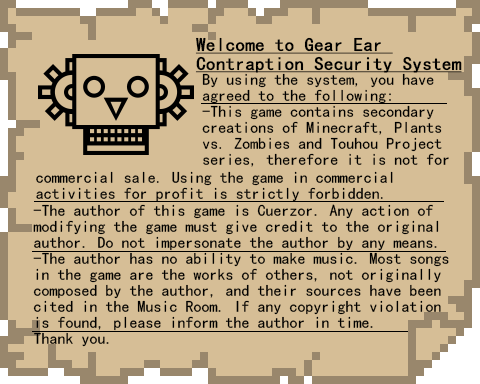 Welcome to Gear Ear
Contraption Security System
By using the system, you have
agreed to the following:
-This game contains secondary
creations of Minecraft, Plants
vs. Zombies and Touhou Project
series, therefore it is not for
commercial sale. Using the game in commercial
activities for profit is strictly forbidden.
-The author of this game is Cuerzor. Any action of
modifying the game must give credit to the original
author. Do not impersonate the author by any means.
-The author has no ability to make music. Most songs
in the game are the works of others, not originally
composed by the author, and their sources have been
cited in the Music Room. If any copyright violation
is found, please inform the author in time.
Thank you.